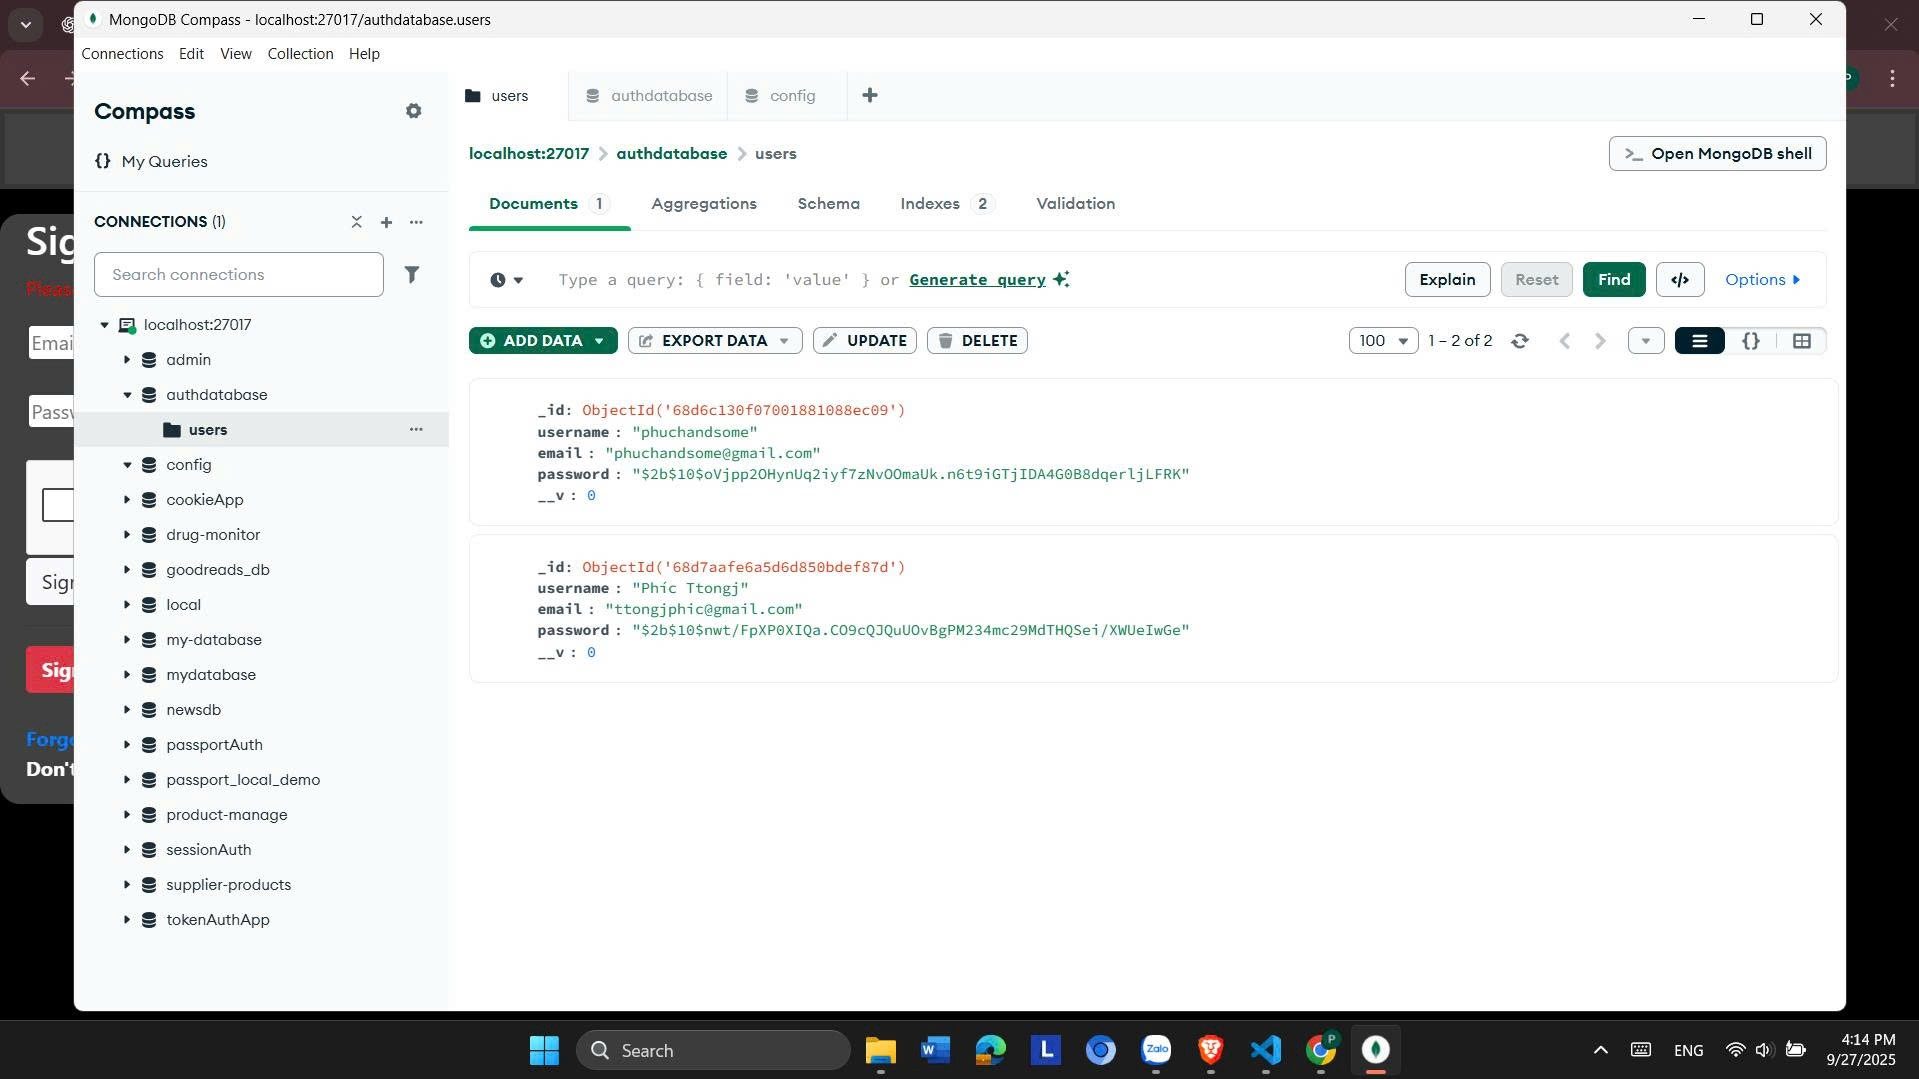 MongoDB Compass - localhost:27017/authdatabase.users
Connections Edit View Collection Help
Compass
My Queries
CONNECTIONS (1)
Search connections
localhost:27017
admin
authdatabase
users
config
cookieApp
drug-monitor
goodreads_db
local
my-database
mydatabase
newsdb
passportAuth
passport_local_demo
product-manage
sessionAuth
supplier-products
tokenAuthApp
users authdatabase config
localhost:27017 > authdatabase > users
>_ Open MongoDB shell
Documents 1 Aggregations Schema Indexes 2 Validation
Type a query: { field: 'value' } or Generate query
Explain Reset Find </> Options
ADD DATA EXPORT DATA UPDATE DELETE
100 1 – 2 of 2 {}
_id: ObjectId('68d6c130f07001881088ec09')
username : "phuchandsome"
email : "phuchandsome@gmail.com"
password : "$2b$10$oVjpp2OHynUq2iyf7zNvOOmaUk.n6t9iGTjIDA4G0B8dqerljLFRK"
__v : 0
_id: ObjectId('68d7aafe6a5d6d850bdef87d')
username : "Phíc Ttongj"
email : "ttongjphic@gmail.com"
password : "$2b$10$nwt/FpXP0XIQa.CO9cQJQuUOvBgPM234mc29MdTHQSei/XWUeIwGe"
__v : 0
Sig
Pleas
Emai
Passw
Sign
Sign
Forgo
Don't
Search
Zalo
L
P
ENG
4:14 PM
9/27/2025